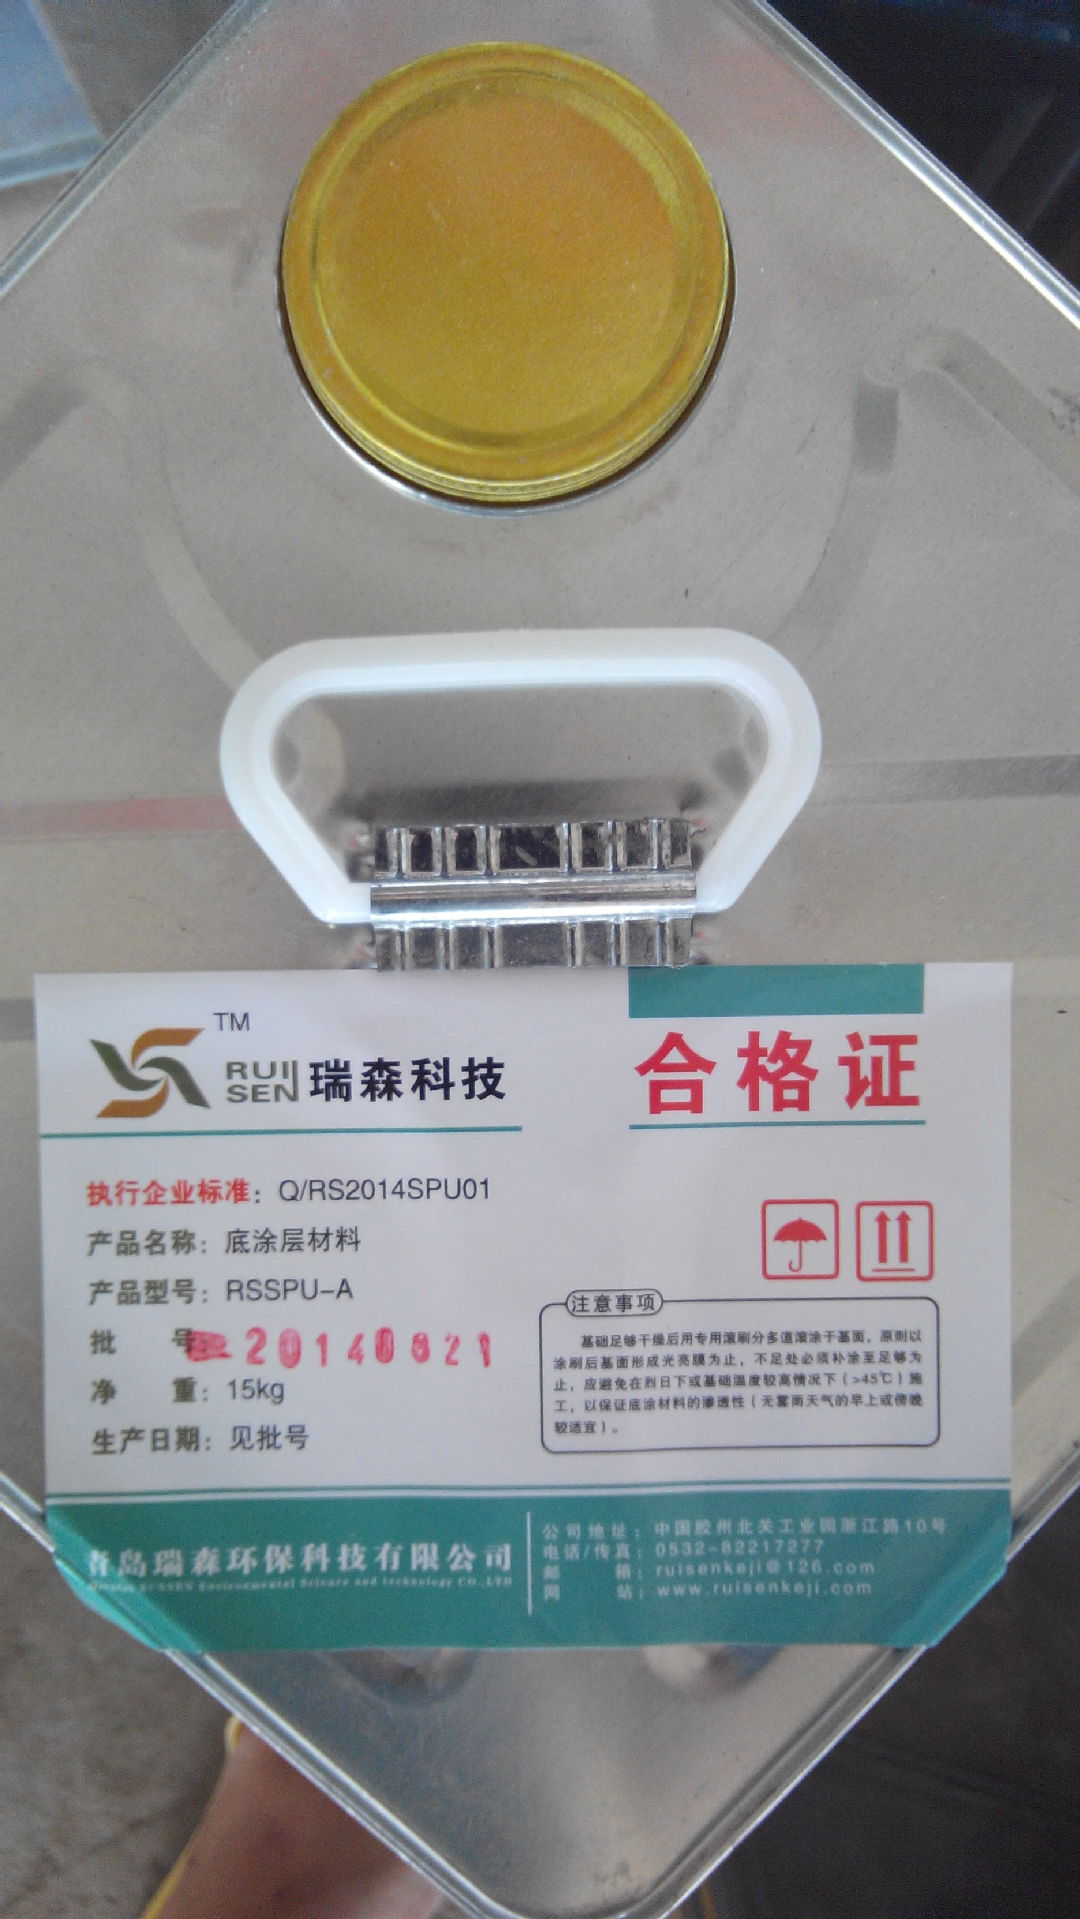 TM
RUI
SEN
瑞森科技
合格证
执行企业标准：Q/RS2014SPU01
产品名称：底涂层材料
产品型号：RSSPU-A
批 号 20140821
净 重：15kg
生产日期：见批号
注意事项
基础足够干燥后用专用滚刷分多道滚涂于基面，原则以
涂刷后基面形成光亮膜为止，不足处必须补涂至足够为
止，应避免在烈日下或基础温度较高情况下（>45℃）施
工，以保证底涂材料的渗透性（无雾雨天气的早上或傍晚
较适宜）。
青岛瑞森环保科技有限公司
RUISEN Environmental Science and technology CO.,LTD
公司地址：中国胶州北关工业园浙江路10号
电话/传真：0532-82217277
邮 箱：ruisenkeji@126.com
网 站：www.ruisenkeji.com